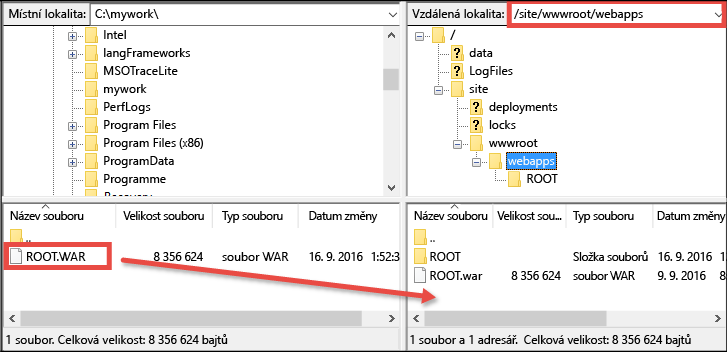 Místní lokalita: C:\mywork\
Intel
langFrameworks
MSOTraceLite
mywork
PerfLogs
Program Files
Program Files (x86)
ProgramData
Programme
Recovery
Název souboru Velikost souboru Typ souboru Datum změny
..
ROOT.WAR 8 356 624 soubor WAR 16. 9. 2016 1:52:3
1 soubor. Celková velikost: 8 356 624 bajtů
Vzdálená lokalita: /site/wwwroot/webapps
/
? data
? LogFiles
site
? deployments
? locks
wwwroot
webapps
ROOT
Název souboru Velikost sou... Typ souboru Datum změny
..
ROOT Složka souborů 16. 9. 2016
ROOT.war 8 356 624 soubor WAR 9. 9. 2016
1 soubor a 1 adresář. Celková velikost: 8 356 624 bajtů